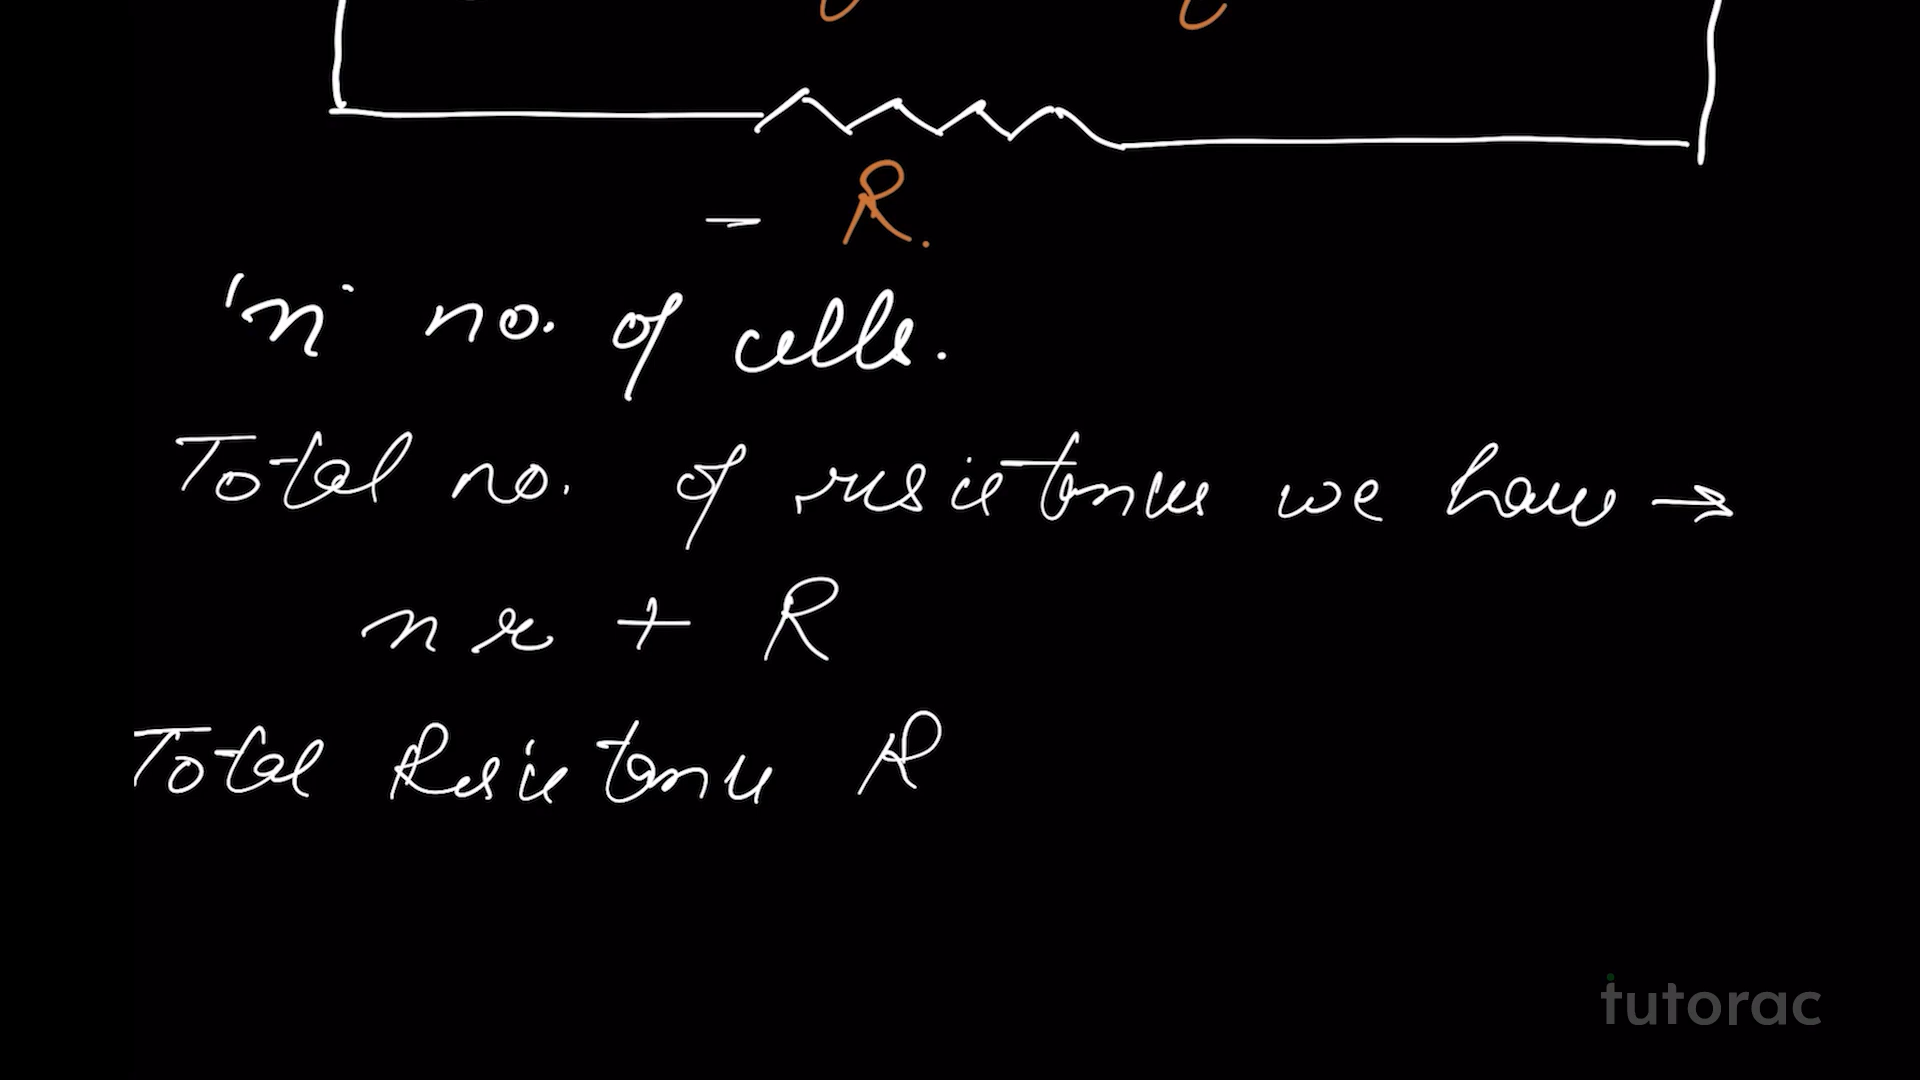 R.
'n' no. of cells.
Total no. of resistances we have →
nr + R
Total Resistance R
tutorac